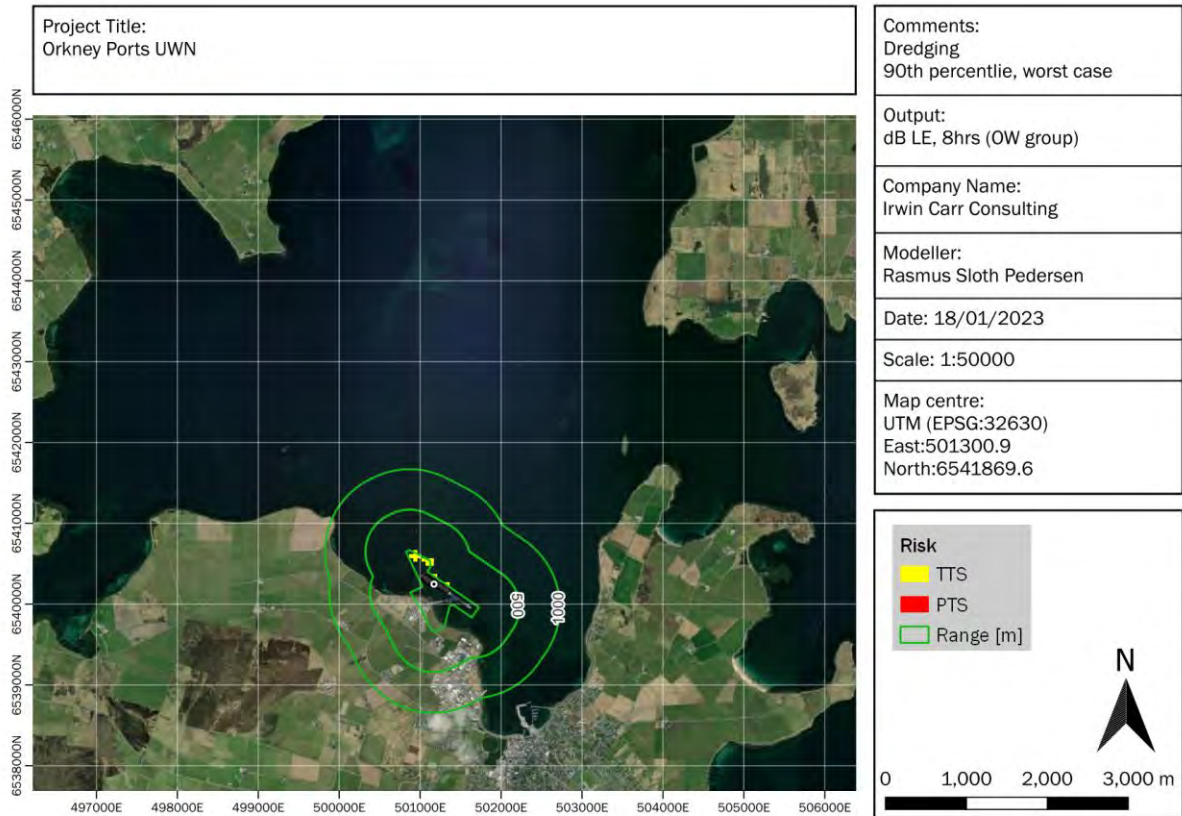 Project Title:
Orkney Ports UWN
Comments:
Dredging
90th percentlie, worst case
Output:
dB LE, 8hrs (OW group)
Company Name:
Irwin Carr Consulting
Modeller:
Rasmus Sloth Pedersen
Date: 18/01/2023
Scale: 1:50000
Map centre:
UTM (EPSG:32630)
East:501300.9
North:6541869.6
6546000N
6545000N
6544000N
6543000N
6542000N
6541000N
6540000N
6539000N
6538000N
500
1000
497000E
498000E
499000E
500000E
501000E
502000E
503000E
504000E
505000E
506000E
Risk
TTS
PTS
Range [m]
N
0
1,000
2,000
3,000 m